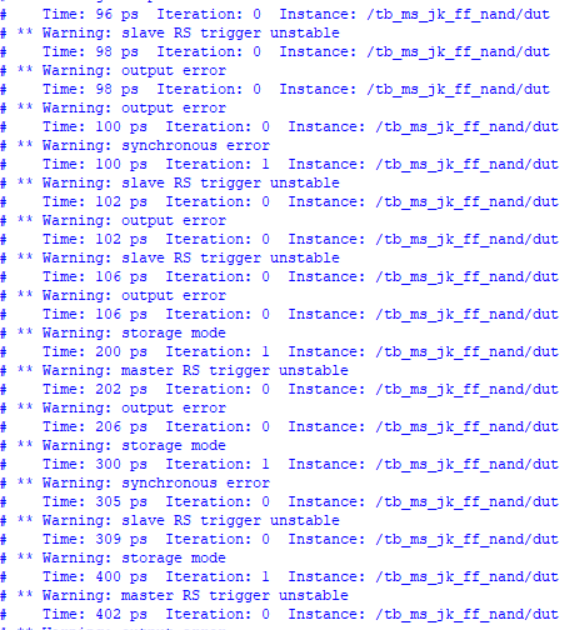 #    Time: 96 ps  Iteration: 0  Instance: /tb_ms_jk_ff_nand/dut
# ** Warning: slave RS trigger unstable
#    Time: 98 ps  Iteration: 0  Instance: /tb_ms_jk_ff_nand/dut
# ** Warning: output error
#    Time: 98 ps  Iteration: 0  Instance: /tb_ms_jk_ff_nand/dut
# ** Warning: output error
#    Time: 100 ps  Iteration: 0  Instance: /tb_ms_jk_ff_nand/dut
# ** Warning: synchronous error
#    Time: 100 ps  Iteration: 1  Instance: /tb_ms_jk_ff_nand/dut
# ** Warning: slave RS trigger unstable
#    Time: 102 ps  Iteration: 0  Instance: /tb_ms_jk_ff_nand/dut
# ** Warning: output error
#    Time: 102 ps  Iteration: 0  Instance: /tb_ms_jk_ff_nand/dut
# ** Warning: slave RS trigger unstable
#    Time: 106 ps  Iteration: 0  Instance: /tb_ms_jk_ff_nand/dut
# ** Warning: output error
#    Time: 106 ps  Iteration: 0  Instance: /tb_ms_jk_ff_nand/dut
# ** Warning: storage mode
#    Time: 200 ps  Iteration: 1  Instance: /tb_ms_jk_ff_nand/dut
# ** Warning: master RS trigger unstable
#    Time: 202 ps  Iteration: 0  Instance: /tb_ms_jk_ff_nand/dut
# ** Warning: output error
#    Time: 206 ps  Iteration: 0  Instance: /tb_ms_jk_ff_nand/dut
# ** Warning: storage mode
#    Time: 300 ps  Iteration: 1  Instance: /tb_ms_jk_ff_nand/dut
# ** Warning: synchronous error
#    Time: 305 ps  Iteration: 0  Instance: /tb_ms_jk_ff_nand/dut
# ** Warning: slave RS trigger unstable
#    Time: 309 ps  Iteration: 0  Instance: /tb_ms_jk_ff_nand/dut
# ** Warning: storage mode
#    Time: 400 ps  Iteration: 1  Instance: /tb_ms_jk_ff_nand/dut
# ** Warning: master RS trigger unstable
#    Time: 402 ps  Iteration: 0  Instance: /tb_ms_jk_ff_nand/dut